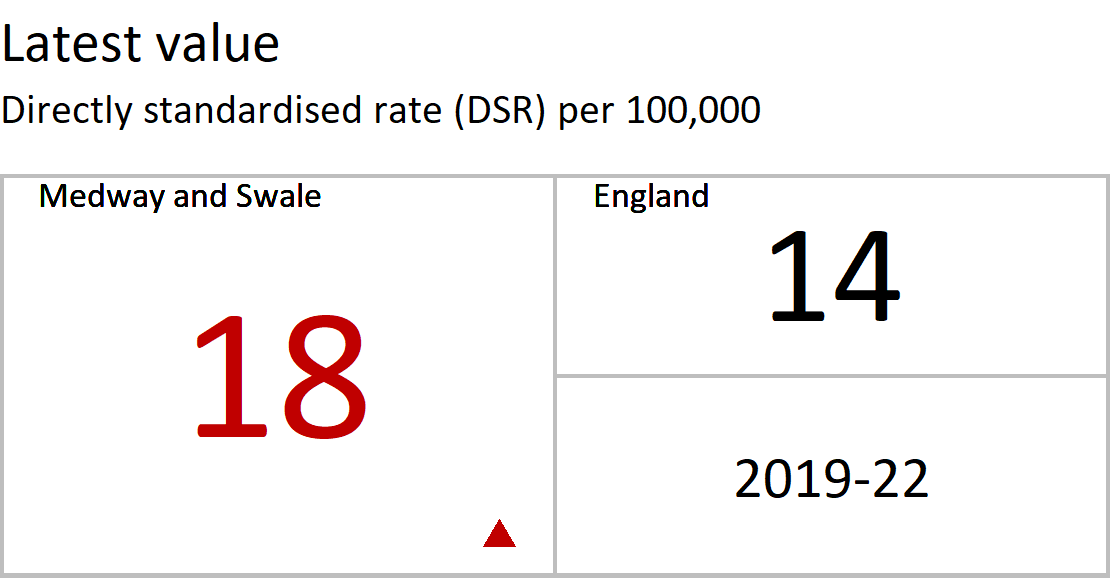 Latest value
Directly standardised rate (DSR) per 100,000
Medway and Swale
18
England
14
2019-22